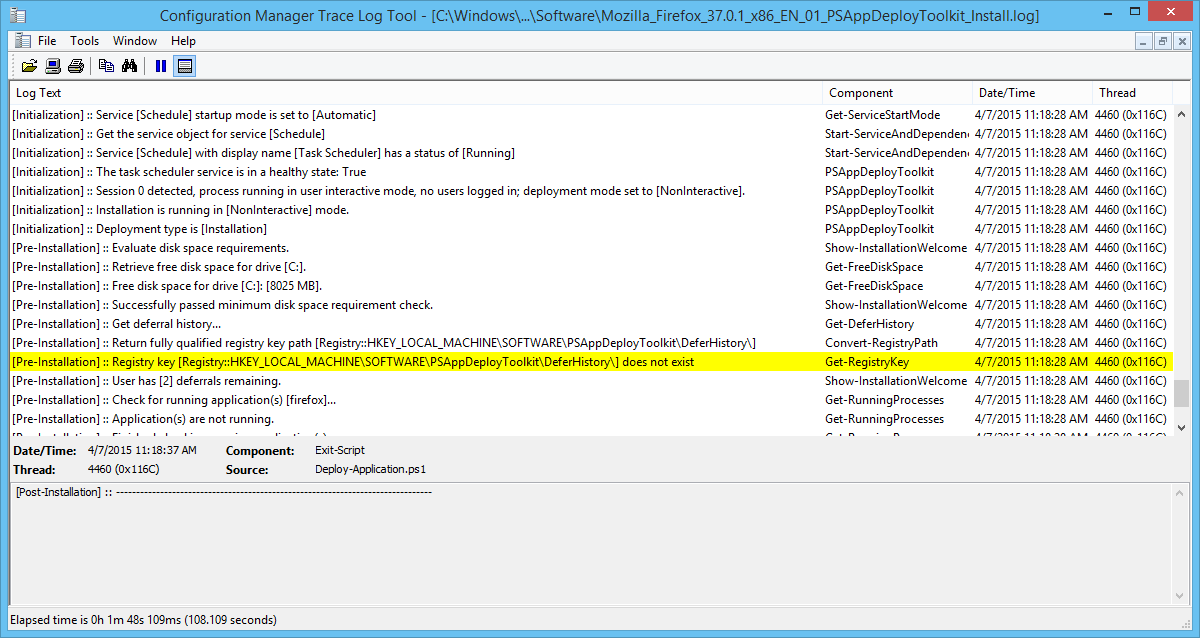 Configuration Manager Trace Log Tool - [C:\Windows\...\Software\Mozilla_Firefox_37.0.1_x86_EN_01_PSAppDeployToolkit_Install.log]
File Tools Window Help
Log Text Component Date/Time Thread
[Initialization] :: Service [Schedule] startup mode is set to [Automatic] Get-ServiceStartMode 4/7/2015 11:18:28 AM 4460 (0x116C)
[Initialization] :: Get the service object for service [Schedule] Start-ServiceAndDependenc 4/7/2015 11:18:28 AM 4460 (0x116C)
[Initialization] :: Service [Schedule] with display name [Task Scheduler] has a status of [Running] Start-ServiceAndDependenc 4/7/2015 11:18:28 AM 4460 (0x116C)
[Initialization] :: The task scheduler service is in a healthy state: True PSAppDeployToolkit 4/7/2015 11:18:28 AM 4460 (0x116C)
[Initialization] :: Session 0 detected, process running in user interactive mode, no users logged in; deployment mode set to [NonInteractive]. PSAppDeployToolkit 4/7/2015 11:18:28 AM 4460 (0x116C)
[Initialization] :: Installation is running in [NonInteractive] mode. PSAppDeployToolkit 4/7/2015 11:18:28 AM 4460 (0x116C)
[Initialization] :: Deployment type is [Installation] PSAppDeployToolkit 4/7/2015 11:18:28 AM 4460 (0x116C)
[Pre-Installation] :: Evaluate disk space requirements. Show-InstallationWelcome 4/7/2015 11:18:28 AM 4460 (0x116C)
[Pre-Installation] :: Retrieve free disk space for drive [C:]. Get-FreeDiskSpace 4/7/2015 11:18:28 AM 4460 (0x116C)
[Pre-Installation] :: Free disk space for drive [C:]: [8025 MB]. Get-FreeDiskSpace 4/7/2015 11:18:28 AM 4460 (0x116C)
[Pre-Installation] :: Successfully passed minimum disk space requirement check. Show-InstallationWelcome 4/7/2015 11:18:28 AM 4460 (0x116C)
[Pre-Installation] :: Get deferral history... Get-DeferHistory 4/7/2015 11:18:28 AM 4460 (0x116C)
[Pre-Installation] :: Return fully qualified registry key path [Registry::HKEY_LOCAL_MACHINE\SOFTWARE\PSAppDeployToolkit\DeferHistory\] Convert-RegistryPath 4/7/2015 11:18:28 AM 4460 (0x116C)
[Pre-Installation] :: Registry key [Registry::HKEY_LOCAL_MACHINE\SOFTWARE\PSAppDeployToolkit\DeferHistory\] does not exist Get-RegistryKey 4/7/2015 11:18:28 AM 4460 (0x116C)
[Pre-Installation] :: User has [2] deferrals remaining. Show-InstallationWelcome 4/7/2015 11:18:28 AM 4460 (0x116C)
[Pre-Installation] :: Check for running application(s) [firefox]... Get-RunningProcesses 4/7/2015 11:18:28 AM 4460 (0x116C)
[Pre-Installation] :: Application(s) are not running. Get-RunningProcesses 4/7/2015 11:18:28 AM 4460 (0x116C)
Date/Time: 4/7/2015 11:18:37 AM Component: Exit-Script
Thread: 4460 (0x116C) Source: Deploy-Application.ps1
[Post-Installation] :: -------------------------------------------------------------------------------
Elapsed time is 0h 1m 48s 109ms (108.109 seconds)